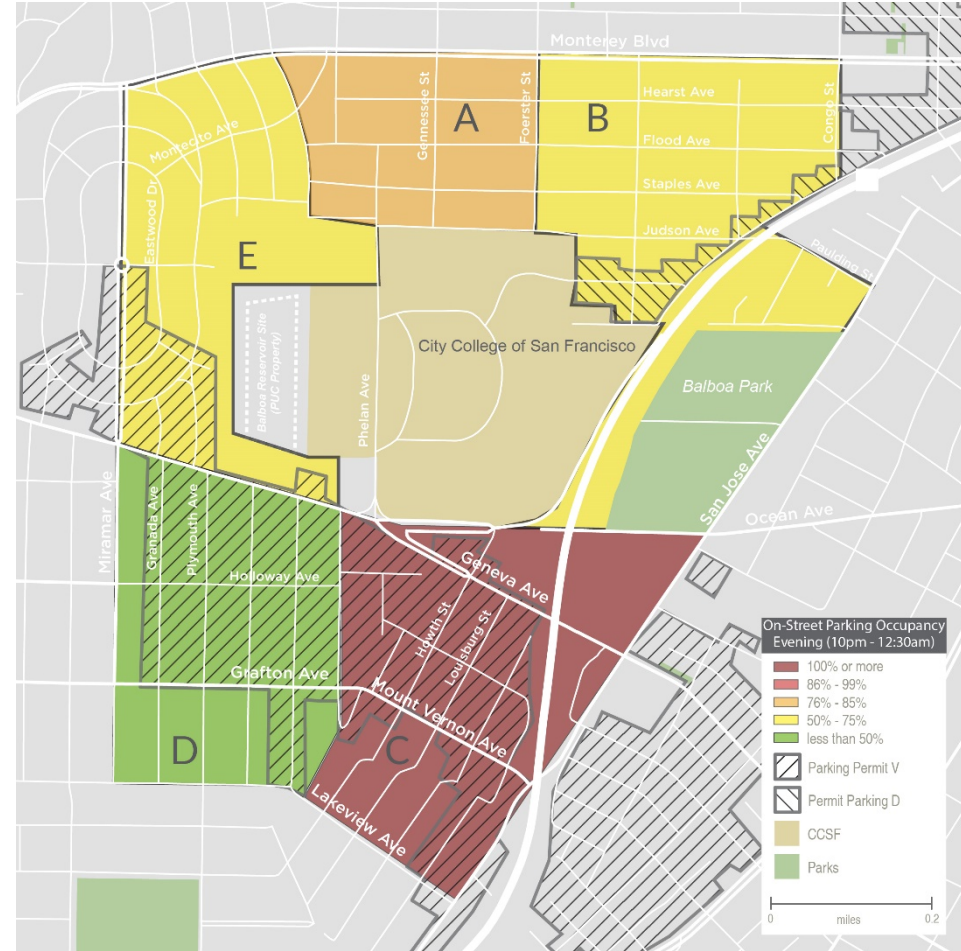 Monterey Blvd
Hearst Ave
Gennessee St
Foerster St
Congo St
A
B
Montecito Ave
Flood Ave
Staples Ave
Eastwood Dr
Judson Ave
E
Paulding St
City College of San Francisco
Balboa Reservoir Site
(PUC Property)
Phelan Ave
Balboa Park
San Jose Ave
Ocean Ave
Miramar Ave
Granada Ave
Plymouth Ave
Holloway Ave
Geneva Ave
Howth St
Louisburg St
Grafton Ave
Mount Vernon Ave
D
C
Lakeview Ave
On-Street Parking Occupancy
Evening (10pm - 12:30am)
100% or more
86% - 99%
76% - 85%
50% - 75%
less than 50%
Parking Permit V
Permit Parking D
CCSF
Parks
0 miles 0.2